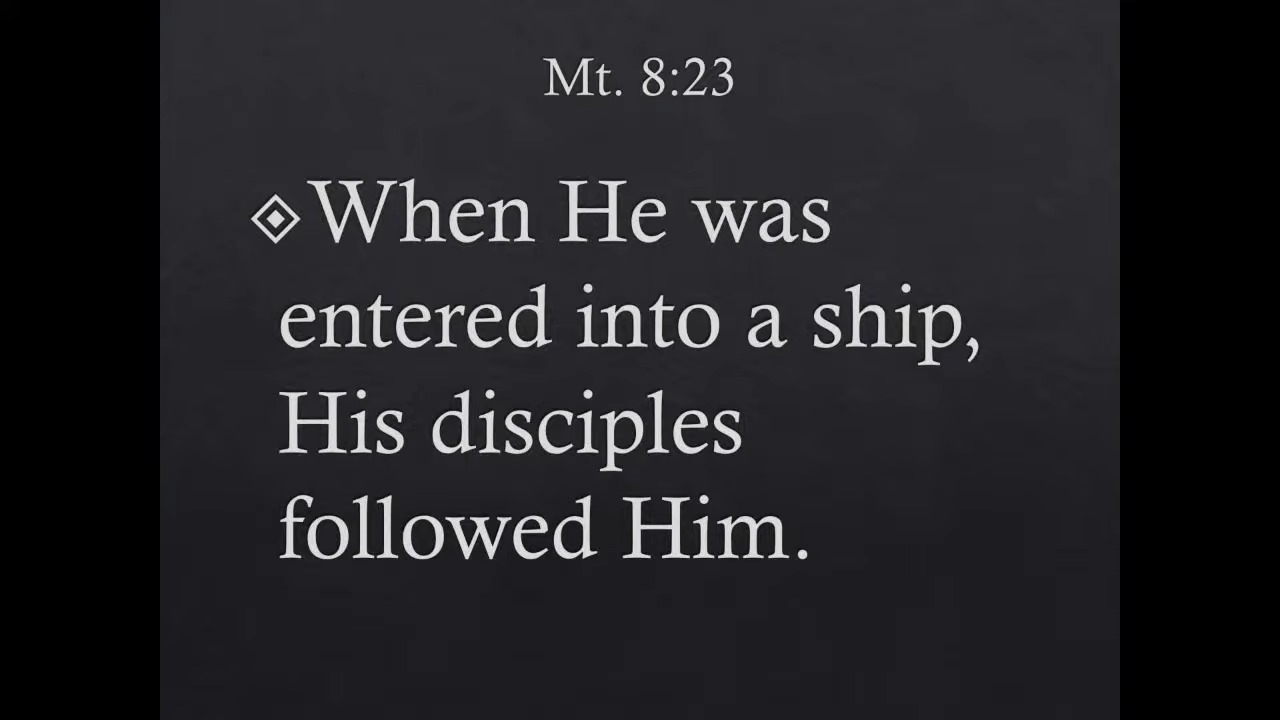 Mt. 8:23
When He was
entered into a ship,
His disciples
followed Him.